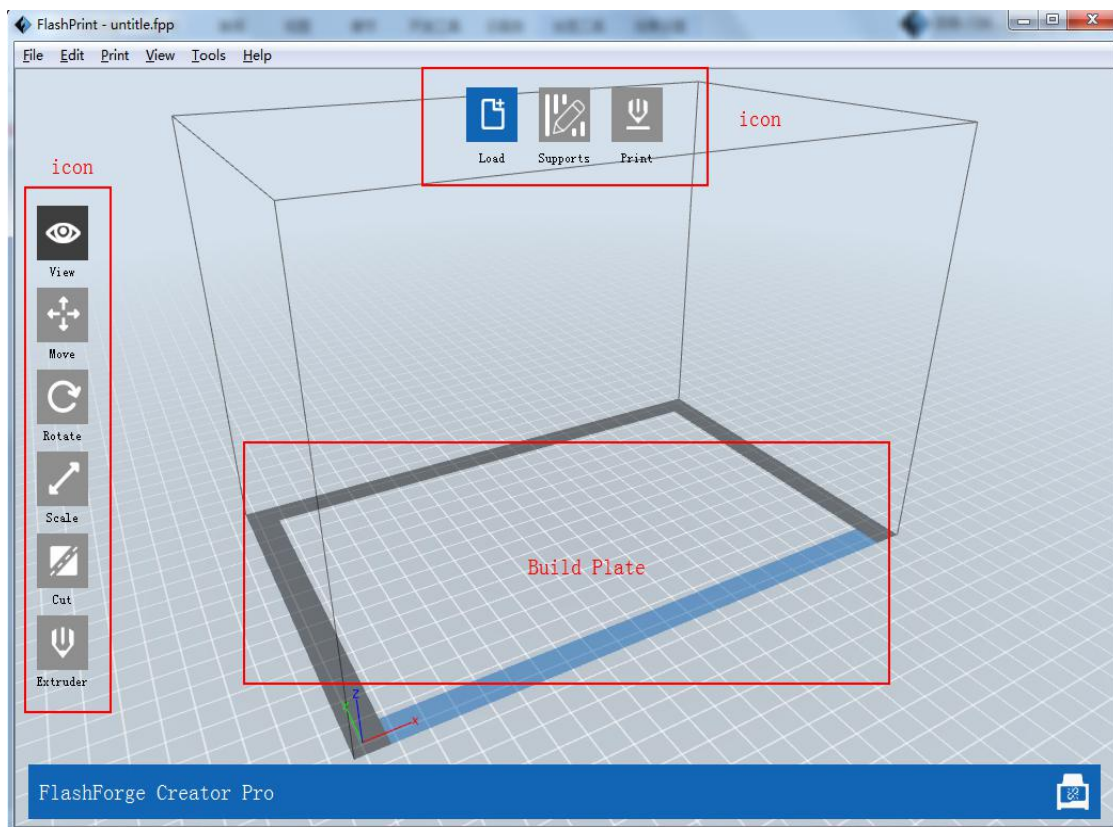 FlashPrint - untitle.fpp
File Edit Print View Tools Help
icon
Load Supports Print
icon
View
Move
Rotate
Scale
Cut
Extruder
Build Plate
Z
Y
X
FlashForge Creator Pro